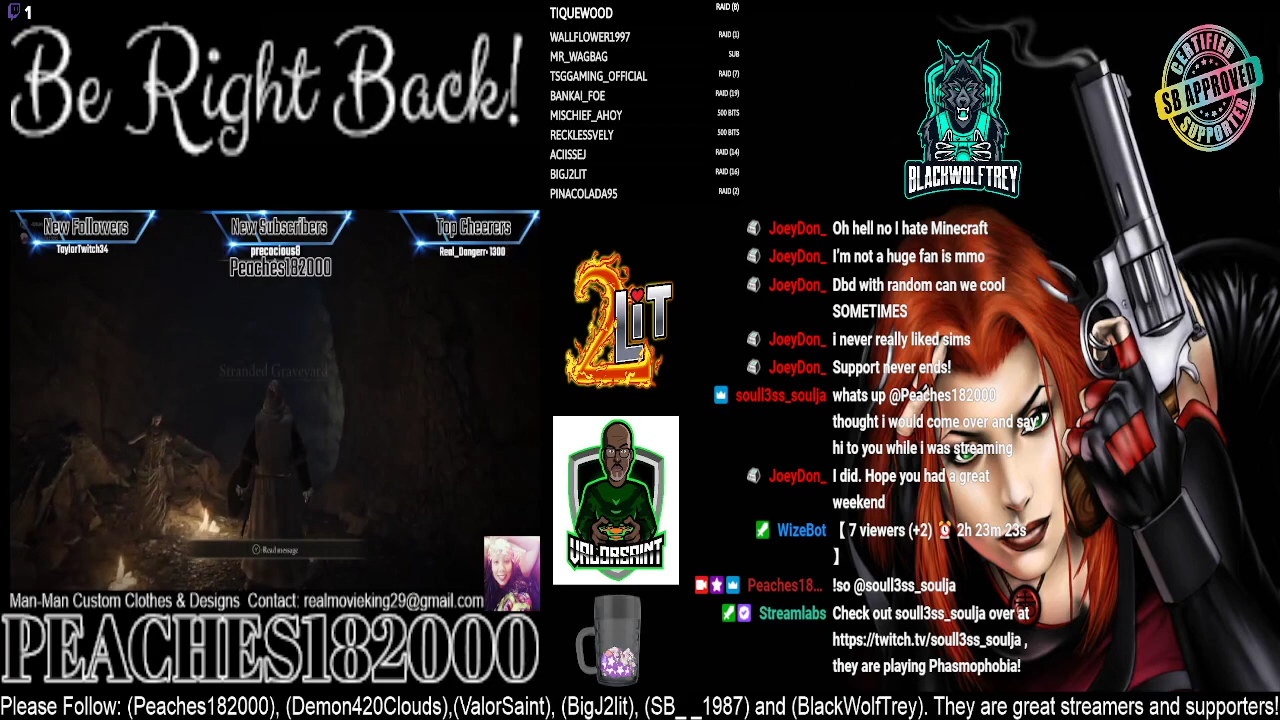 1
Be Right Back!
TIQUEWOOD RAID (8)
WALLFLOWER1997 RAID (1)
MR_WAGBAG SUB
TSGGAMING_OFFICIAL RAID (7)
BANKAI_FOE RAID (19)
MISCHIEF_AHOY 500 BITS
RECKLESSVELY 500 BITS
ACIISSEJ RAID (14)
BIGJ2LIT RAID (16)
PINACOLADA95 RAID (2)
BLACKWOLFTREY
CERTIFIED
SB APPROVED
SUPPORTER
New Followers
TaylorTwitch34
New Subscribers
precocious8
Peaches182000
Top Cheerers
Real_Dangerr• 1300
Stranded Graveyard
Y :Read message
2LiT
VALORSAINT
JoeyDon_ Oh hell no I hate Minecraft
JoeyDon_ I'm not a huge fan is mmo
JoeyDon_ Dbd with random can we cool
SOMETIMES
JoeyDon_ i never really liked sims
JoeyDon_ Support never ends!
soull3ss_soulja whats up @Peaches182000
thought i would come over and say
hi to you while i was streaming
JoeyDon_ I did. Hope you had a great
weekend
WizeBot 【 7 viewers (+2) ⏰ 2h 23m 23s
】
Peaches18... !so @soull3ss_soulja
Streamlabs Check out soull3ss_soulja over at
https://twitch.tv/soull3ss_soulja ,
they are playing Phasmophobia!
Man-Man Custom Clothes & Designs Contact: realmovieking29@gmail.com
PEACHES182000
Please Follow: (Peaches182000), (Demon420Clouds),(ValorSaint), (BigJ2lit), (SB_ _1987) and (BlackWolfTrey). They are great streamers and supporters!